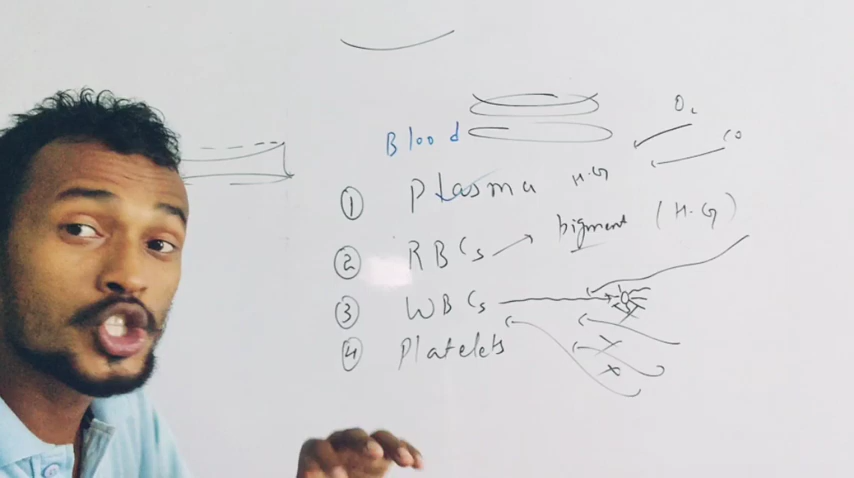 O₂
CO
Blood
① Plasma H.G
② RBCs → pigment (H.G)
③ WBCs
④ Platelets